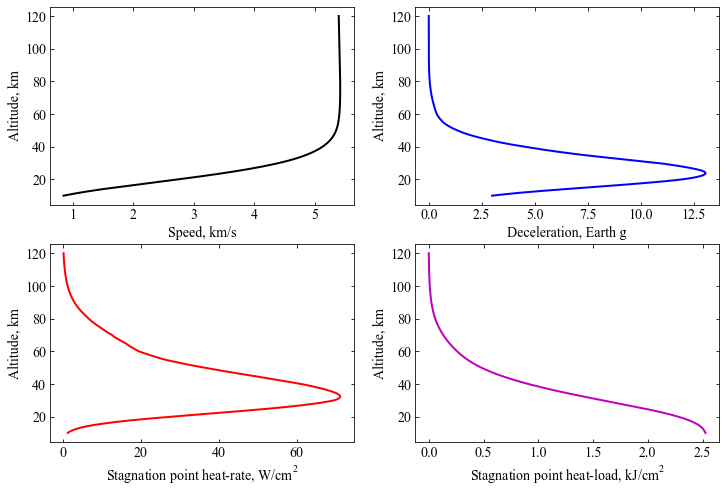 120
100
80
60
40
20
Altitude, km
1 2 3 4 5
Speed, km/s
120
100
80
60
40
20
Altitude, km
0.0 2.5 5.0 7.5 10.0 12.5
Deceleration, Earth g
120
100
80
60
40
20
Altitude, km
0 20 40 60
Stagnation point heat-rate, W/cm²
120
100
80
60
40
20
Altitude, km
0.0 0.5 1.0 1.5 2.0 2.5
Stagnation point heat-load, kJ/cm²